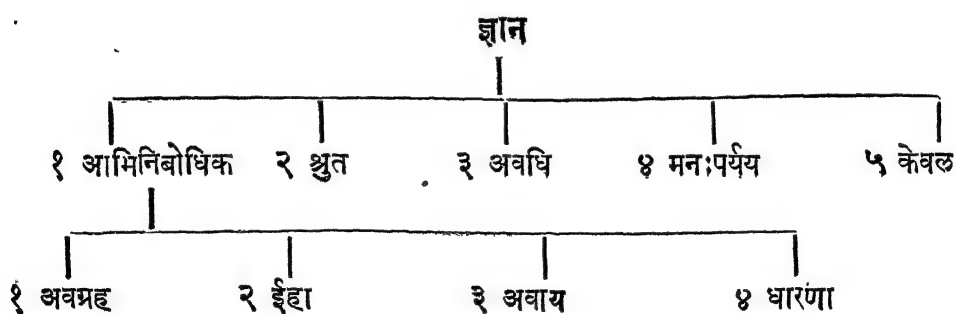 ज्ञान
१ आभिनिबोधिक २ श्रुत ३ अवधि ४ मनःपर्यय ५ केवल
१ अवग्रह २ ईहा ३ अवाय ४ धारणा